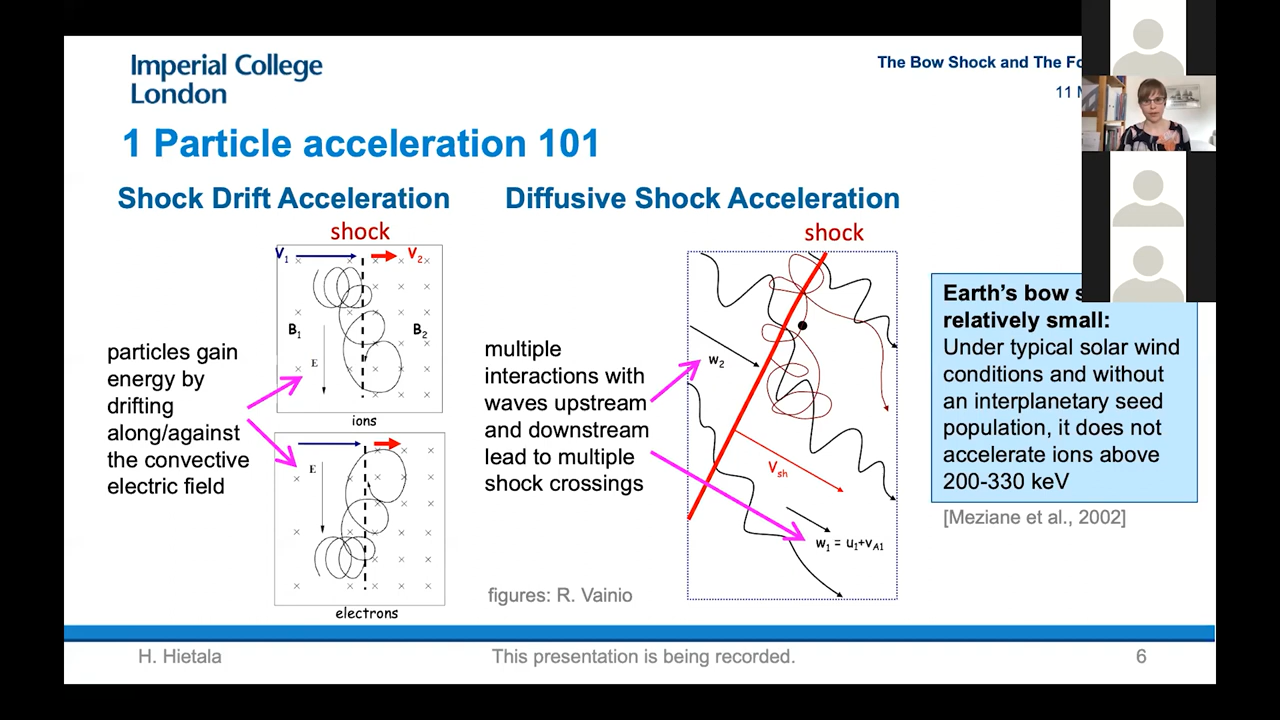 Imperial College
London
The Bow Shock and The
11
1 Particle acceleration 101
Shock Drift Acceleration
Diffusive Shock Acceleration
shock
V1
V2
B1
B2
E
ions
E
electrons
particles gain
energy by
drifting
along/against
the convective
electric field
shock
w2
Vsh
w1 = u1+vA1
multiple
interactions with
waves upstream
and downstream
lead to multiple
shock crossings
Earth's bow
relatively small:
Under typical solar wind
conditions and without
an interplanetary seed
population, it does not
accelerate ions above
200-330 keV
[Meziane et al., 2002]
figures: R. Vainio
H. Hietala
This presentation is being recorded.
6